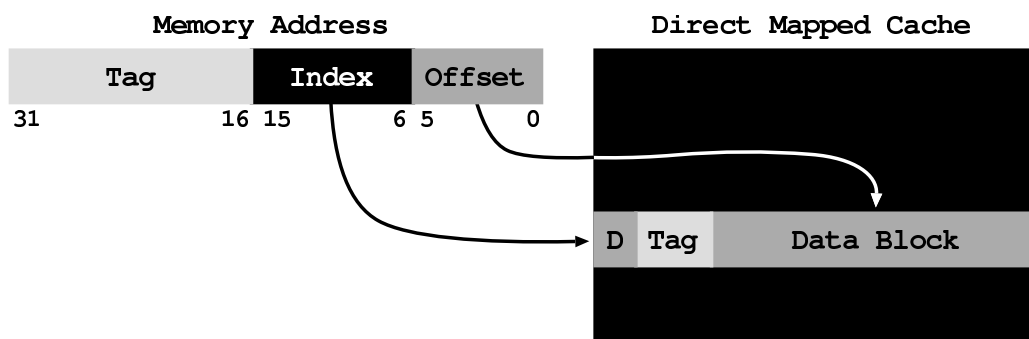 Memory Address
Direct Mapped Cache
Tag Index Offset
31 16 15 6 5 0
D Tag Data Block